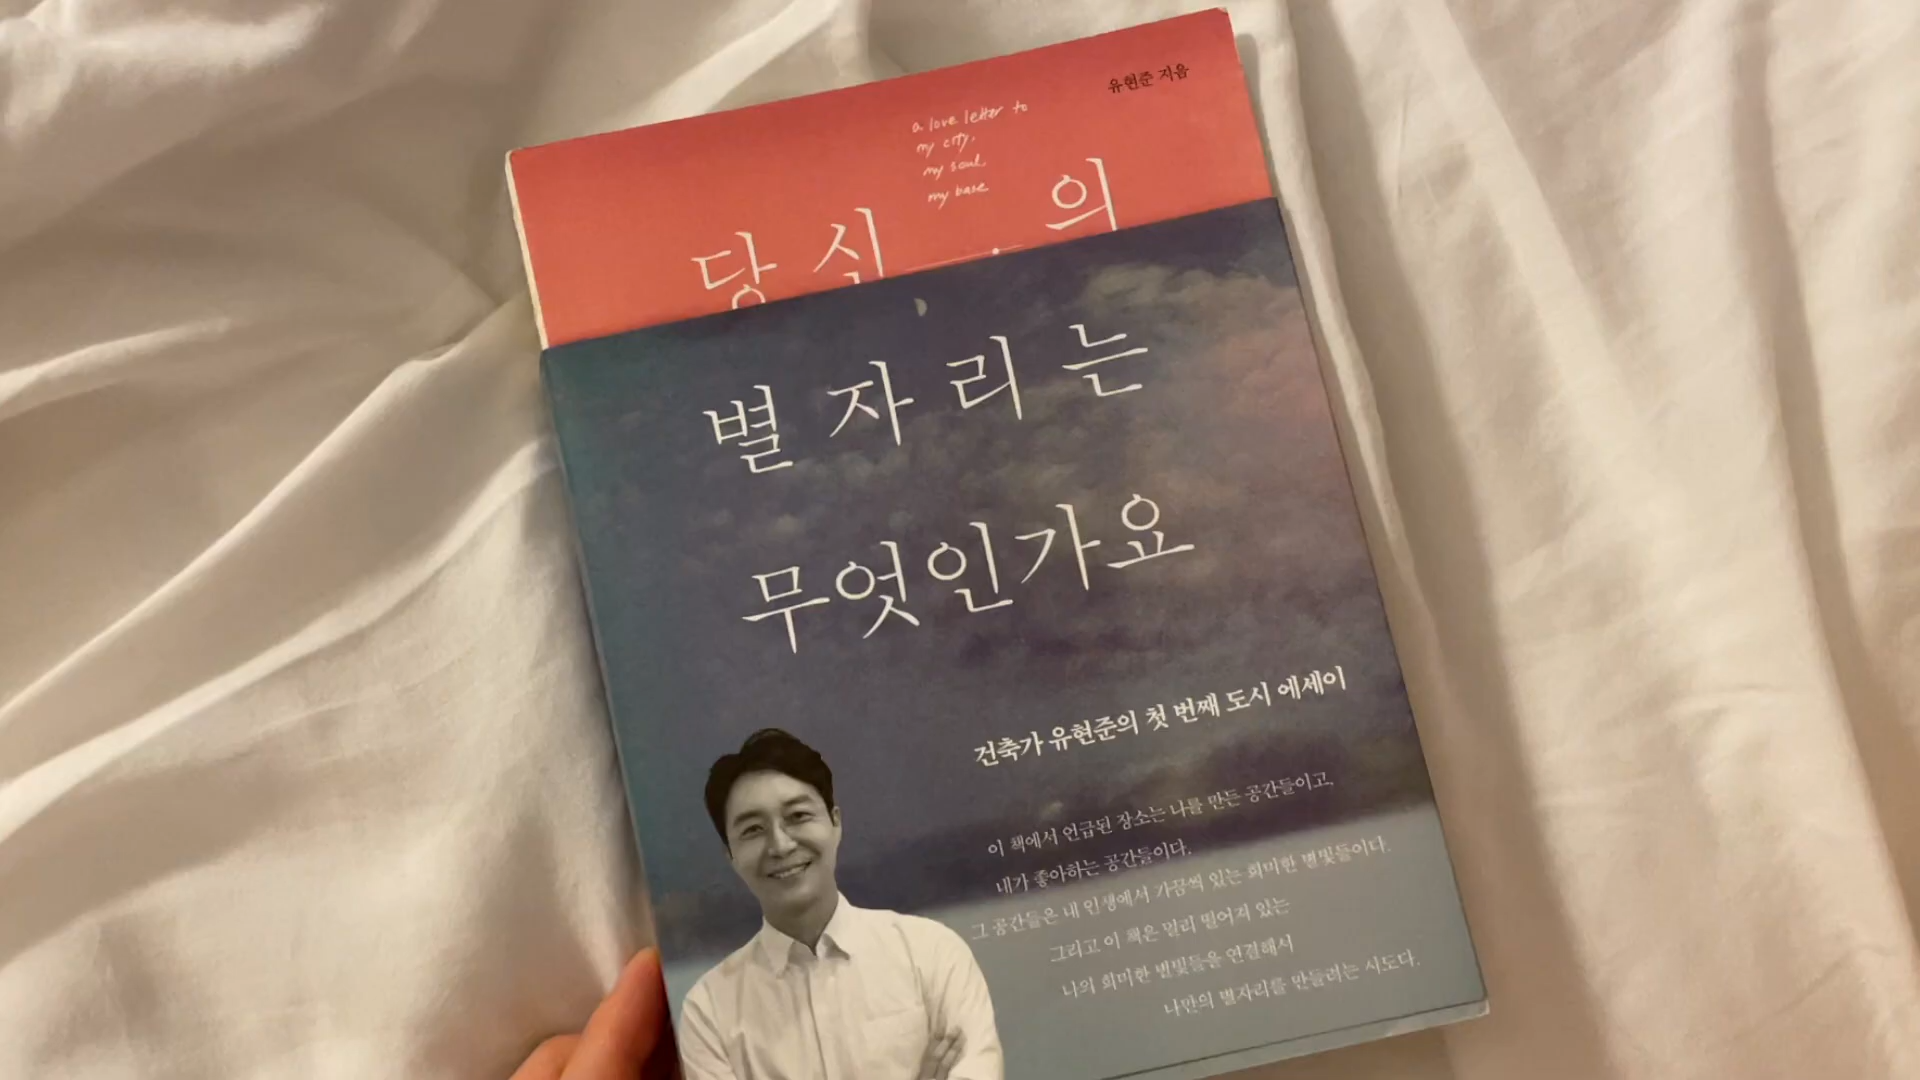 유현준 지음
a love letter to
my city,
my soul,
my base
당신의
별자리는
무엇인가요
건축가 유현준의 첫 번째 도시 에세이
이 책에서 언급된 장소는 나를 만든 공간들이고,
내가 좋아하는 공간들이다.
그 공간들은 내 인생에서 가끔씩 있는 희미한 별빛들이다.
그리고 이 책은 멀리 떨어져 있는
나의 희미한 별빛들을 연결해서
나만의 별자리를 만들려는 시도다.